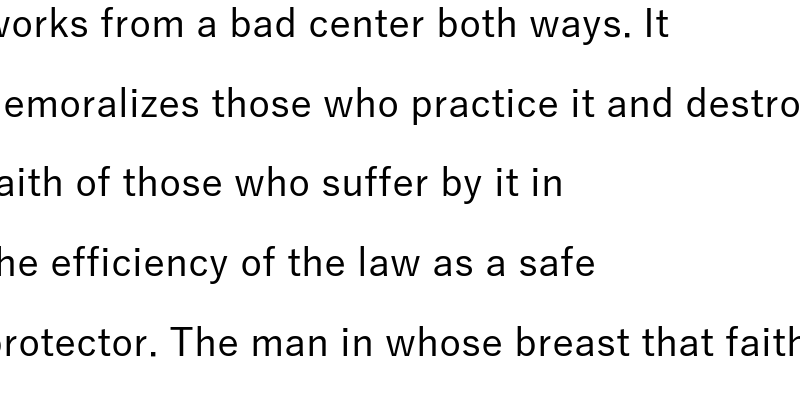 works from a bad center both ways. It
emoralizes those who practice it and destro
aith of those who suffer by it in
he efficiency of the law as a safe
protector. The man in whose breast that faith